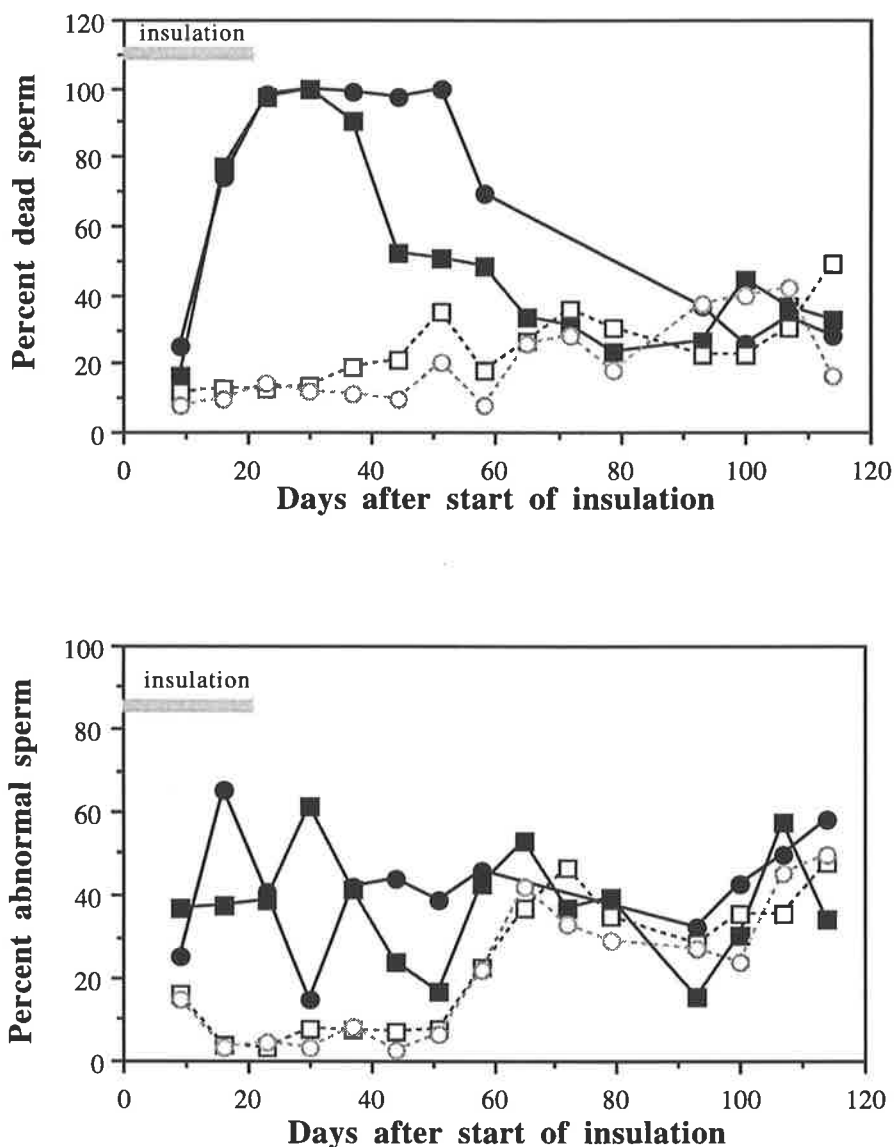 120
insulation
100
80
60
40
20
0
Percent dead sperm
0 20 40 60 80 100 120
Days after start of insulation
100
insulation
80
60
40
20
0
Percent abnormal sperm
0 20 40 60 80 100 120
Days after start of insulation